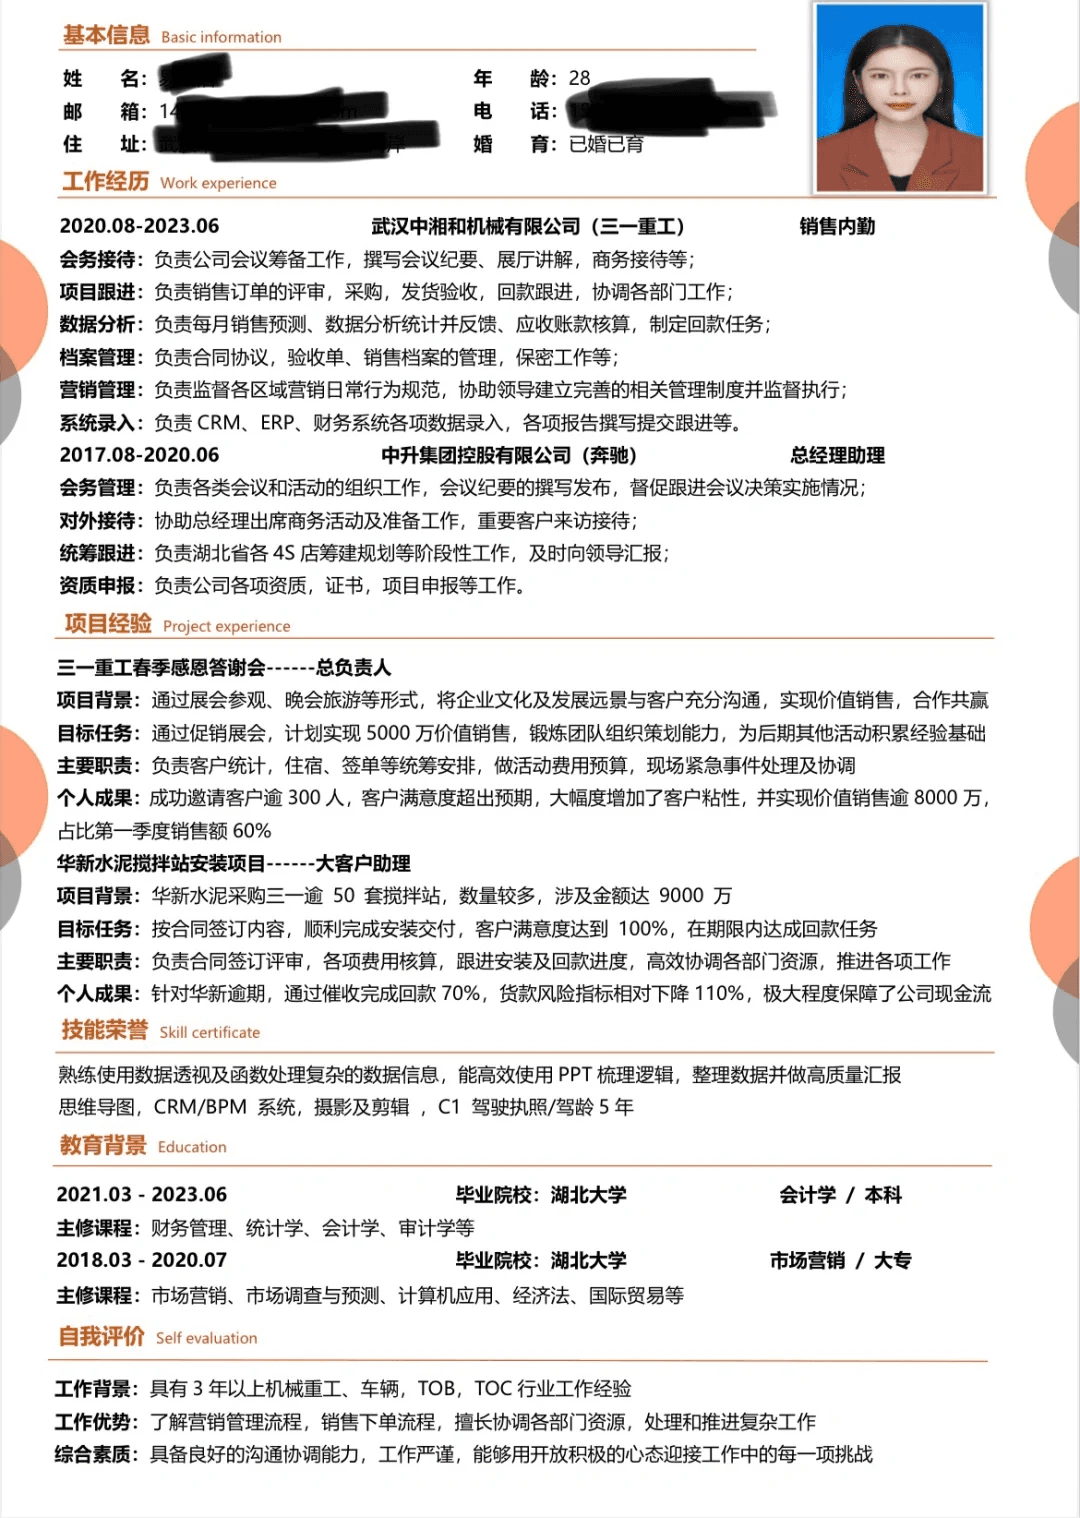 基本信息 Basic information
姓 名： 年 龄：28
邮 箱：14 m 电 话：
住 址： 婚 育：已婚已育
工作经历 Work experience
2020.08-2023.06 武汉中湘和机械有限公司（三一重工） 销售内勤
会务接待：负责公司会议筹备工作，撰写会议纪要、展厅讲解，商务接待等；
项目跟进：负责销售订单的评审，采购，发货验收，回款跟进，协调各部门工作；
数据分析：负责每月销售预测、数据分析统计并反馈、应收账款核算，制定回款任务；
档案管理：负责合同协议，验收单、销售档案的管理，保密工作等；
营销管理：负责监督各区域营销日常行为规范，协助领导建立完善的相关管理制度并监督执行；
系统录入：负责 CRM、ERP、财务系统各项数据录入，各项报告撰写提交跟进等。
2017.08-2020.06 中升集团控股有限公司（奔驰） 总经理助理
会务管理：负责各类会议和活动的组织工作，会议纪要的撰写发布，督促跟进会议决策实施情况；
对外接待：协助总经理出席商务活动及准备工作，重要客户来访接待；
统筹跟进：负责湖北省各 4S 店筹建规划等阶段性工作，及时向领导汇报；
资质申报：负责公司各项资质，证书，项目申报等工作。
项目经验 Project experience
三一重工春季感恩答谢会------总负责人
项目背景：通过展会参观、晚会旅游等形式，将企业文化及发展远景与客户充分沟通，实现价值销售，合作共赢
目标任务：通过促销展会，计划实现 5000 万价值销售，锻炼团队组织策划能力，为后期其他活动积累经验基础
主要职责：负责客户统计，住宿、签单等统筹安排，做活动费用预算，现场紧急事件处理及协调
个人成果：成功邀请客户逾 300 人，客户满意度超出预期，大幅度增加了客户粘性，并实现价值销售逾 8000 万，
占比第一季度销售额 60%
华新水泥搅拌站安装项目------大客户助理
项目背景：华新水泥采购三一逾 50 套搅拌站，数量较多，涉及金额达 9000 万
目标任务：按合同签订内容，顺利完成安装交付，客户满意度达到 100%，在期限内达成回款任务
主要职责：负责合同签订评审，各项费用核算，跟进安装及回款进度，高效协调各部门资源，推进各项工作
个人成果：针对华新逾期，通过催收完成回款 70%，货款风险指标相对下降 110%，极大程度保障了公司现金流
技能荣誉 Skill certificate
熟练使用数据透视及函数处理复杂的数据信息，能高效使用 PPT 梳理逻辑，整理数据并做高质量汇报
思维导图，CRM/BPM 系统，摄影及剪辑 ，C1 驾驶执照/驾龄 5 年
教育背景 Education
2021.03 - 2023.06 毕业院校：湖北大学 会计学 / 本科
主修课程：财务管理、统计学、会计学、审计学等
2018.03 - 2020.07 毕业院校：湖北大学 市场营销 / 大专
主修课程：市场营销、市场调查与预测、计算机应用、经济法、国际贸易等
自我评价 Self evaluation
工作背景：具有 3 年以上机械重工、车辆，TOB，TOC 行业工作经验
工作优势：了解营销管理流程，销售下单流程，擅长协调各部门资源，处理和推进复杂工作
综合素质：具备良好的沟通协调能力，工作严谨，能够用开放积极的心态迎接工作中的每一项挑战